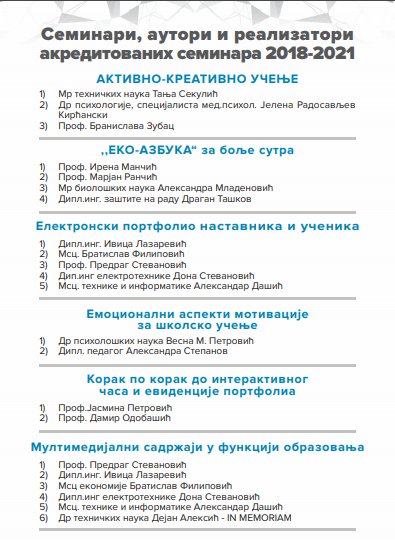 Семинари, аутори и реализатори
акредитованих семинара 2018-2021
АКТИВНО-КРЕАТИВНО УЧЕЊЕ
1) Мр техничких наука Тања Секулић
2) Др психологије, специјалиста мед.психол. Јелена Радосављев
Кирћански
3) Проф. Бранислава Зубац
,,ЕКО-АЗБУКА“ за боље сутра
1) Проф. Ирена Манчић
2) Проф. Марјан Ранчић
3) Мр биолошких наука Александра Младеновић
4) Дипл.инг. заштите на раду Драган Ташков
Електронски портфолио наставника и ученика
1) Дипл.инг. Ивица Лазаревић
2) Мсц. Братислав Филиповић
3) Проф. Предраг Стевановић
4) Дипл.инг електротехнике Дона Стевановић
5) Мсц. технике и информатике Александар Дашић
Емоционални аспекти мотивације
за школско учење
1) Др психолошких наука Весна М. Петровић
2) Дипл. педагог Александра Степанов
Корак по корак до интерактивног
часа и евиденције портфолиа
1) Проф.Јасмина Петровић
2) Проф. Дамир Одобашић
Мултимедијални садржаји у функцији образовања
1) Проф. Предраг Стевановић
2) Дипл.инг. Ивица Лазаревић
3) Мсц економије Братислав Филиповић
4) Дипл.инг електротехнике Дона Стевановић
5) Мсц. технике и информатике Александар Дашић
6) Др техничких наука Дејан Алексић - IN MEMORIAM